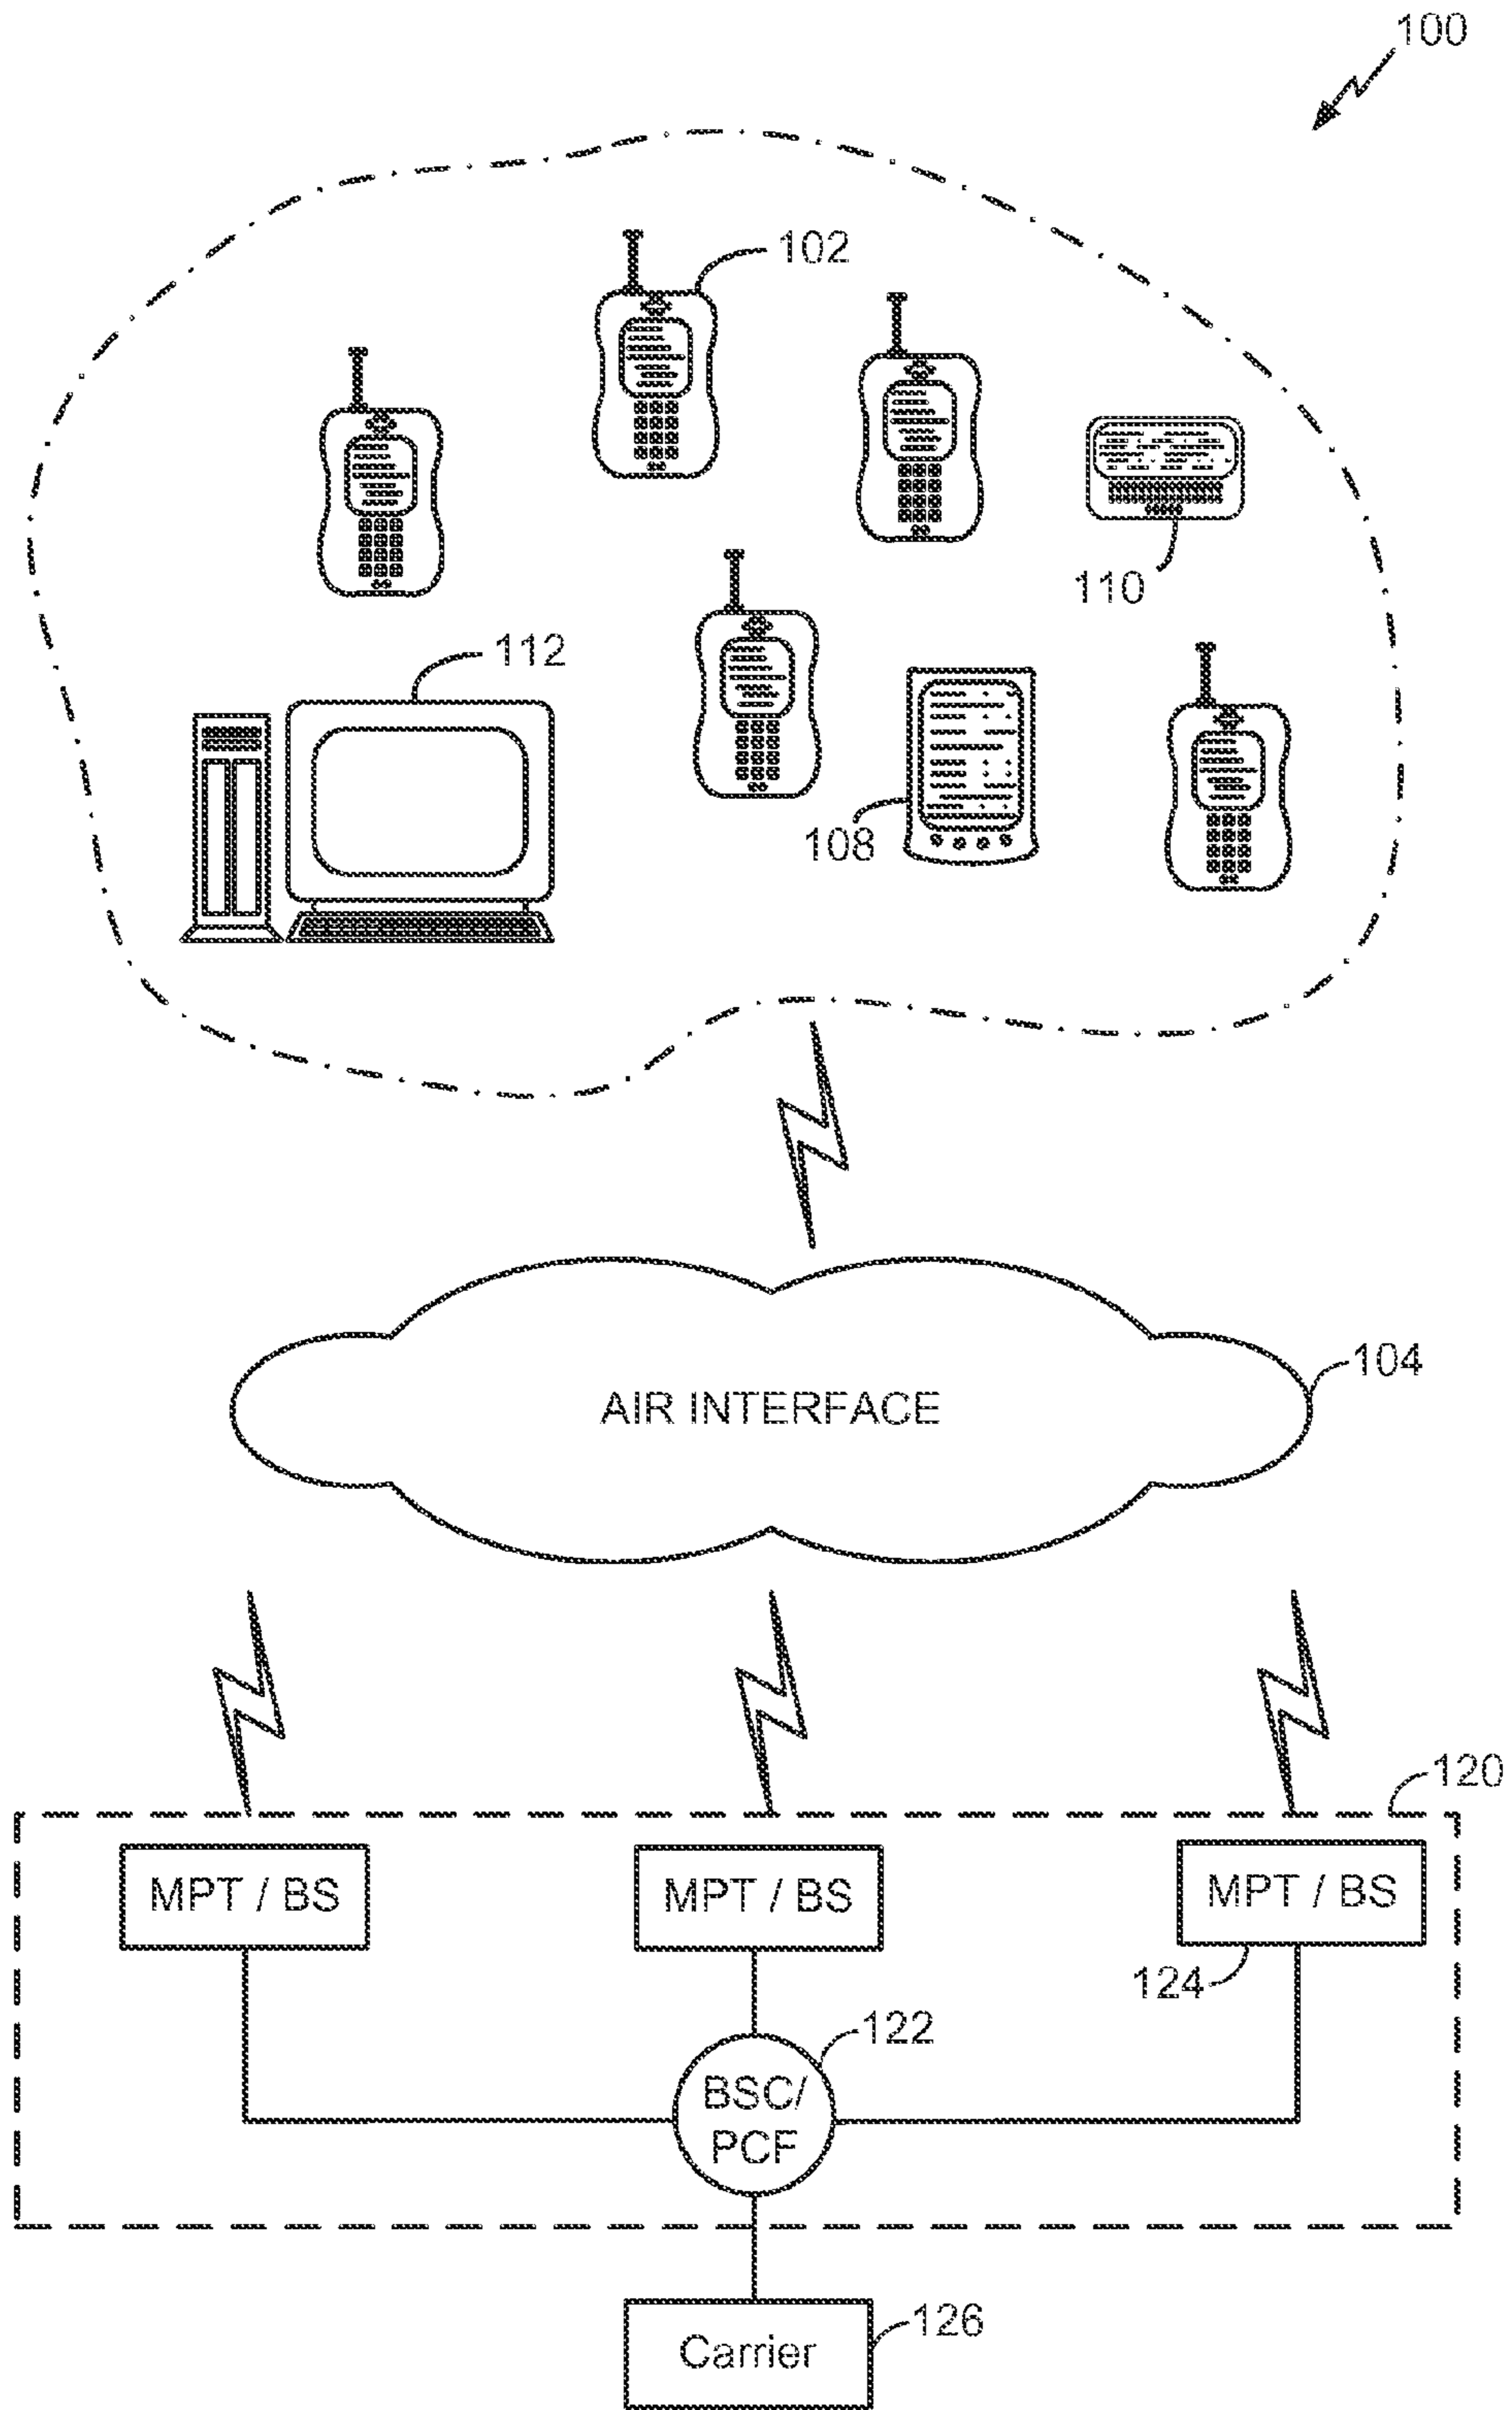 100
102
110
112
108
104
AIR INTERFACE
120
MPT / BS
MPT / BS
MPT / BS
124
122
BSC/
PCF
126
Carrier